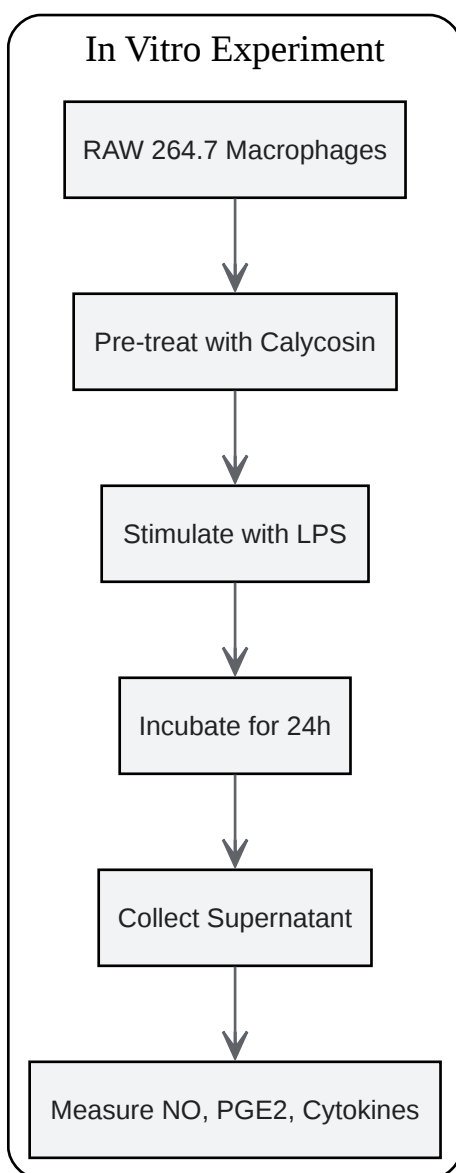 In Vitro Experiment
RAW 264.7 Macrophages
Pre-treat with Calycosin
Stimulate with LPS
Incubate for 24h
Collect Supernatant
Measure NO, PGE2, Cytokines